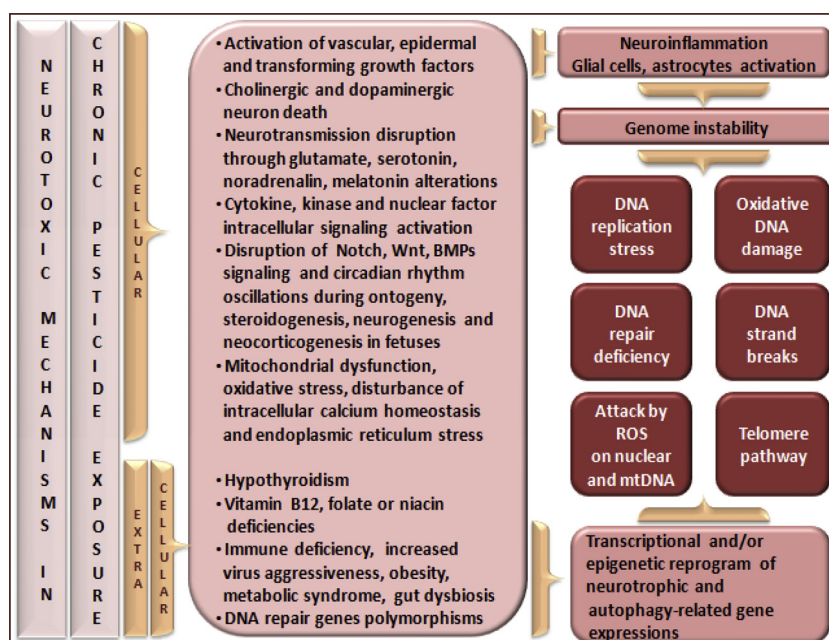 NEUROTOXIC MECHANISMS IN
CHRONIC PESTICIDE EXPOSURE
CELLULAR
EXTRA
CELLULAR
• Activation of vascular, epidermal
and transforming growth factors
• Cholinergic and dopaminergic
neuron death
• Neurotransmission disruption
through glutamate, serotonin,
noradrenalin, melatonin alterations
• Cytokine, kinase and nuclear factor
intracellular signaling activation
• Disruption of Notch, Wnt, BMPs
signaling and circadian rhythm
oscillations during ontogeny,
steroidogenesis, neurogenesis and
neocorticogenesis in fetuses
• Mitochondrial dysfunction,
oxidative stress, disturbance of
intracellular calcium homeostasis
and endoplasmic reticulum stress
• Hypothyroidism
• Vitamin B12, folate or niacin
deficiencies
• Immune deficiency, increased
virus aggressiveness, obesity,
metabolic syndrome, gut dysbiosis
• DNA repair genes polymorphisms
Neuroinflammation
Glial cells, astrocytes activation
Genome instability
DNA
replication
stress
Oxidative
DNA
damage
DNA
repair
deficiency
DNA
strand
breaks
Attack by
ROS
on nuclear
and mtDNA
Telomere
pathway
Transcriptional and/or
epigenetic reprogram of
neurotrophic and
autophagy-related gene
expressions